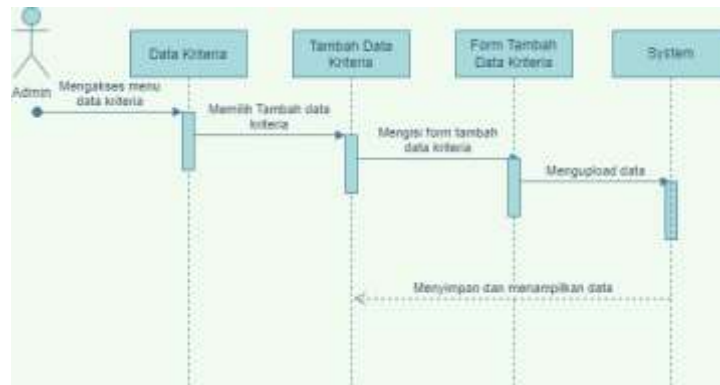 Data Kriteria
Tambah Data
Kriteria
Form Tambah
Data Kriteria
System
Admin
Mengakses menu
data kriteria
Memilih Tambah data
kriteria
Mengisi form tambah
data kriteria
Mengupload data
Menyimpan dan menampilkan data